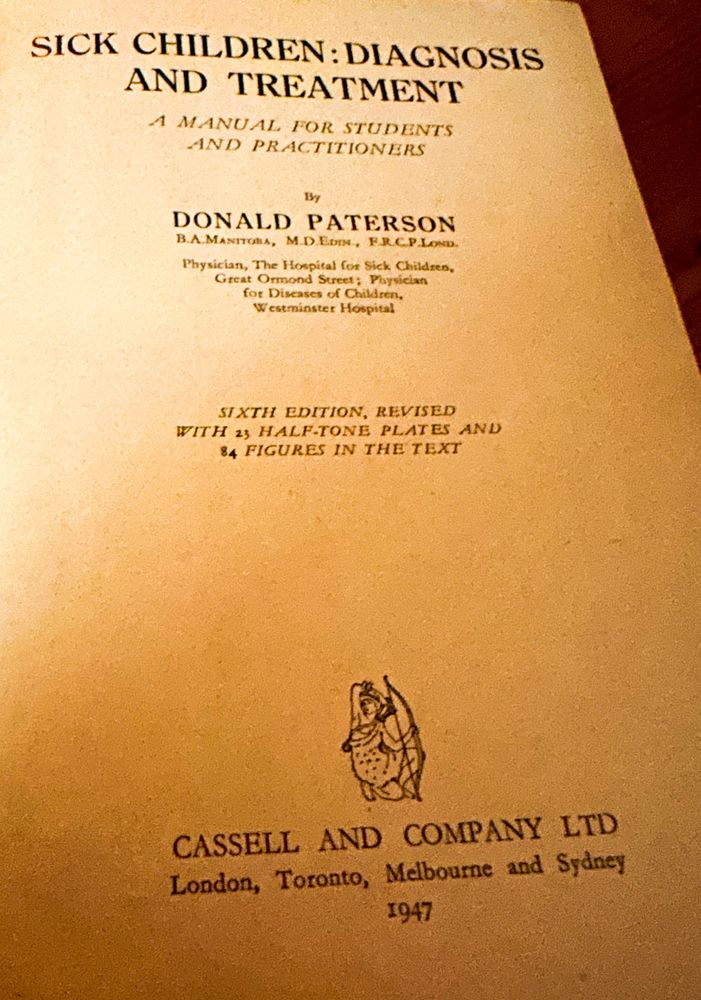 SICK CHILDREN: DIAGNOSIS
AND TREATMENT
A MANUAL FOR STUDENTS
AND PRACTITIONERS
By
DONALD PATERSON
B.A.MANITOBA, M.D.EDIN., F.R.C.P.LOND.
Physician, The Hospital for Sick Children,
Great Ormond Street; Physician
for Diseases of Children,
Westminster Hospital
SIXTH EDITION, REVISED
WITH 23 HALF-TONE PLATES AND
84 FIGURES IN THE TEXT
CASSELL AND COMPANY LTD
London, Toronto, Melbourne and Sydney
1947